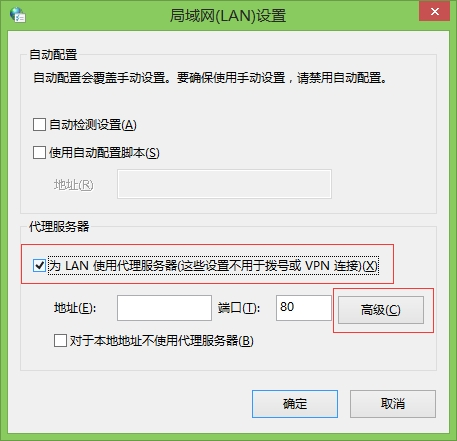 局域网(LAN)设置
自动配置
自动配置会覆盖手动设置。要确保使用手动设置，请禁用自动配置。
自动检测设置(A)
使用自动配置脚本(S)
地址(R)
代理服务器
为 LAN 使用代理服务器(这些设置不用于拨号或 VPN 连接)(X)
地址(E): 端口(T): 80 高级(C)
对于本地地址不使用代理服务器(B)
确定 取消